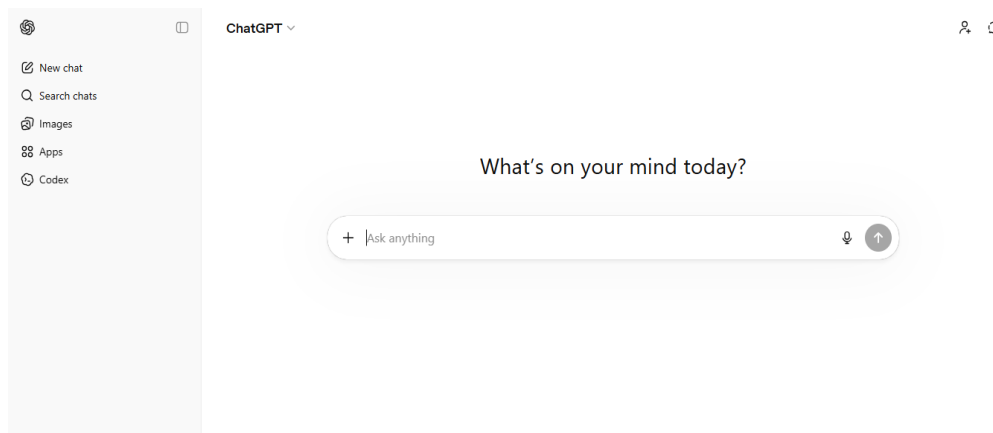 ChatGPT
New chat
Search chats
Images
Apps
Codex
What's on your mind today?
Ask anything